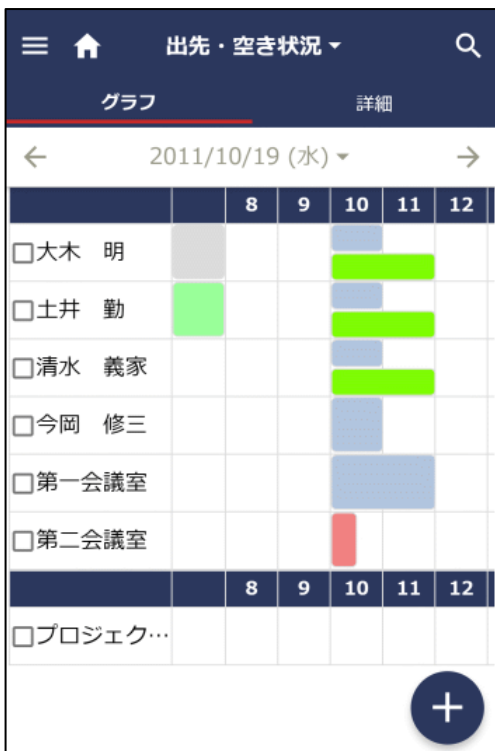 出先・空き状況
グラフ 詳細
2011/10/19 (水)
8 9 10 11 12
大木 明
土井 勤
清水 義家
今岡 修三
第一会議室
第二会議室
8 9 10 11 12
プロジェク…